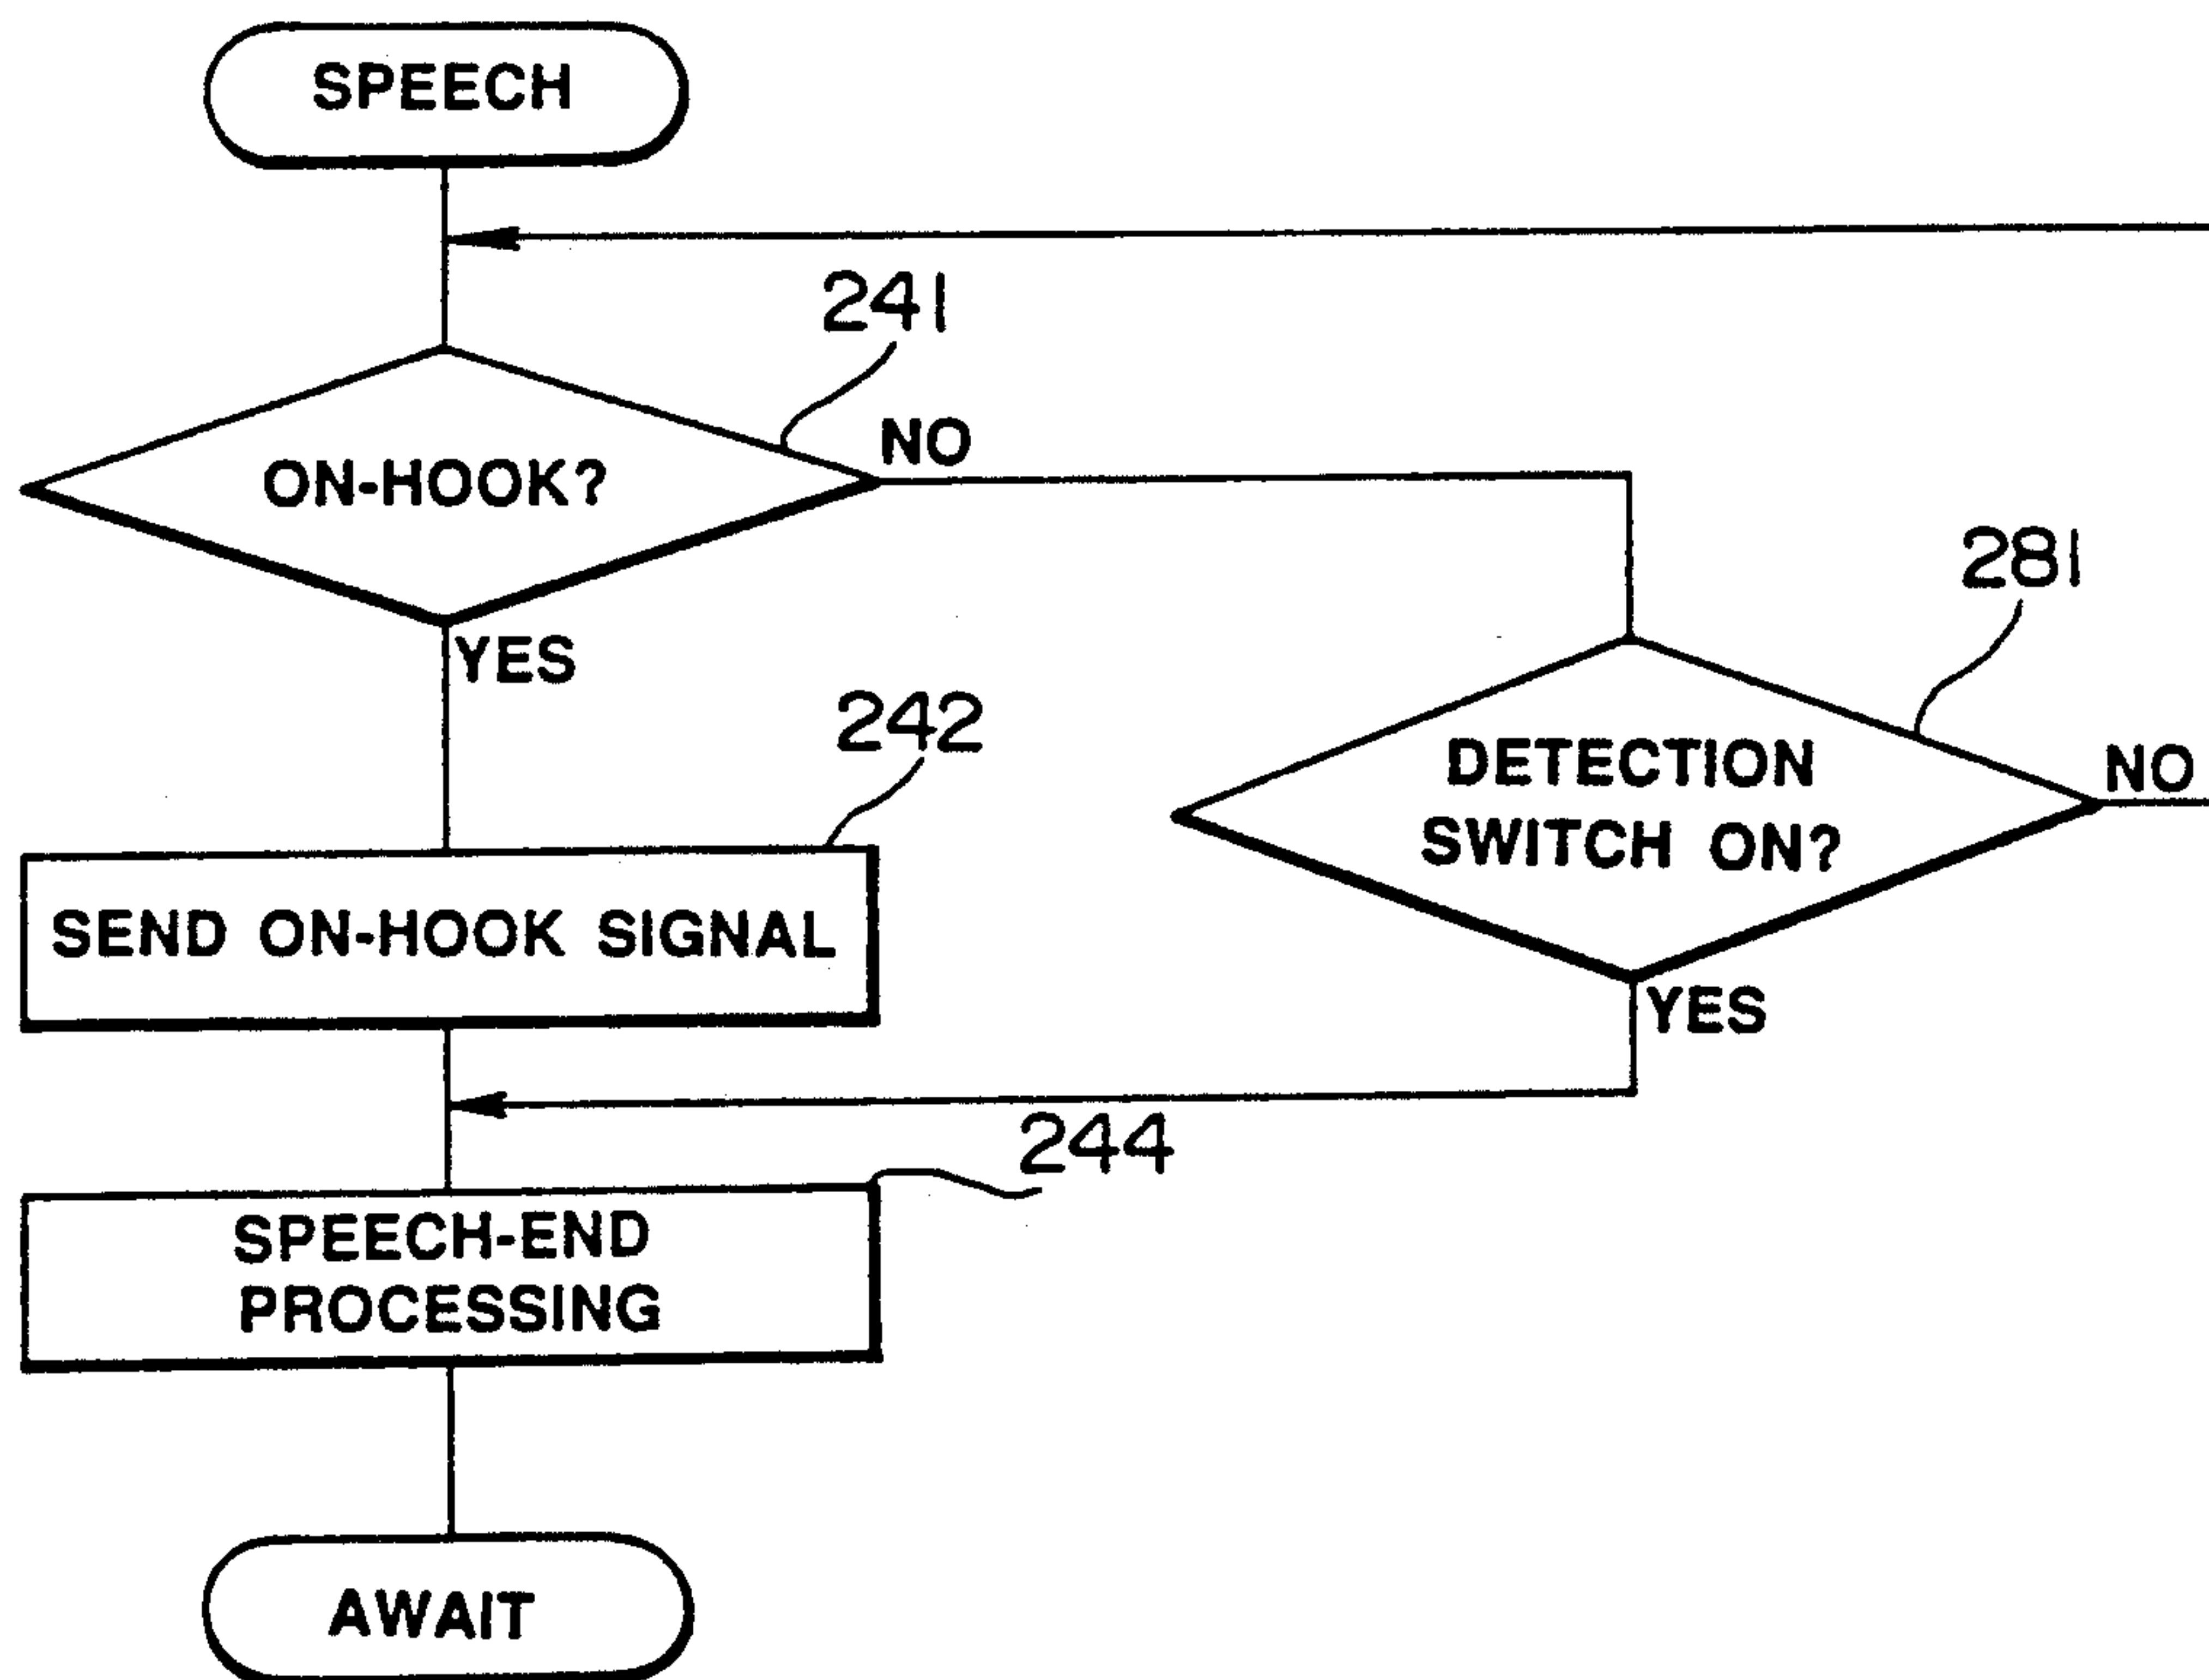 SPEECH
241
ON-HOOK?
NO
YES
281
DETECTION
SWITCH ON?
NO
YES
242
SEND ON-HOOK SIGNAL
244
SPEECH-END
PROCESSING
AWAIT